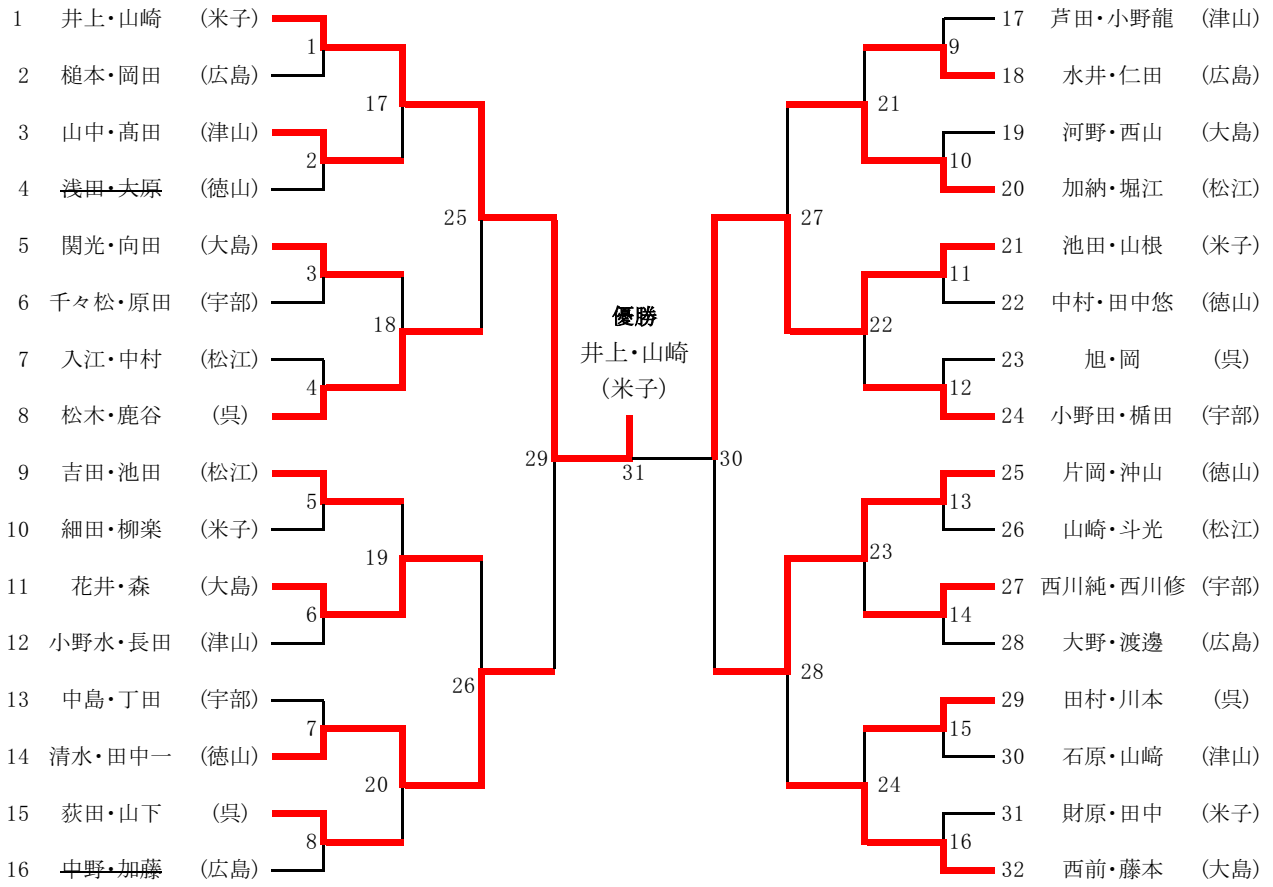 1 井上・山崎 (米子)
2 槌本・岡田 (広島)
3 山中・髙田 (津山)
4 浅田・大原 (徳山)
5 関光・向田 (大島)
6 千々松・原田 (宇部)
7 入江・中村 (松江)
8 松木・鹿谷 (呉)
9 吉田・池田 (松江)
10 細田・柳楽 (米子)
11 花井・森 (大島)
12 小野水・長田 (津山)
13 中島・丁田 (宇部)
14 清水・田中一 (徳山)
15 荻田・山下 (呉)
16 中野・加藤 (広島)
1
2
3
4
5
6
7
8
17
18
19
20
25
26
29
優勝
井上・山崎
(米子)
31
30
27
28
21
22
23
24
9
10
11
12
13
14
15
16
17 芦田・小野龍 (津山)
18 水井・仁田 (広島)
19 河野・西山 (大島)
20 加納・堀江 (松江)
21 池田・山根 (米子)
22 中村・田中悠 (徳山)
23 旭・岡 (呉)
24 小野田・楯田 (宇部)
25 片岡・沖山 (徳山)
26 山崎・斗光 (松江)
27 西川純・西川修 (宇部)
28 大野・渡邊 (広島)
29 田村・川本 (呉)
30 石原・山﨑 (津山)
31 財原・田中 (米子)
32 西前・藤本 (大島)